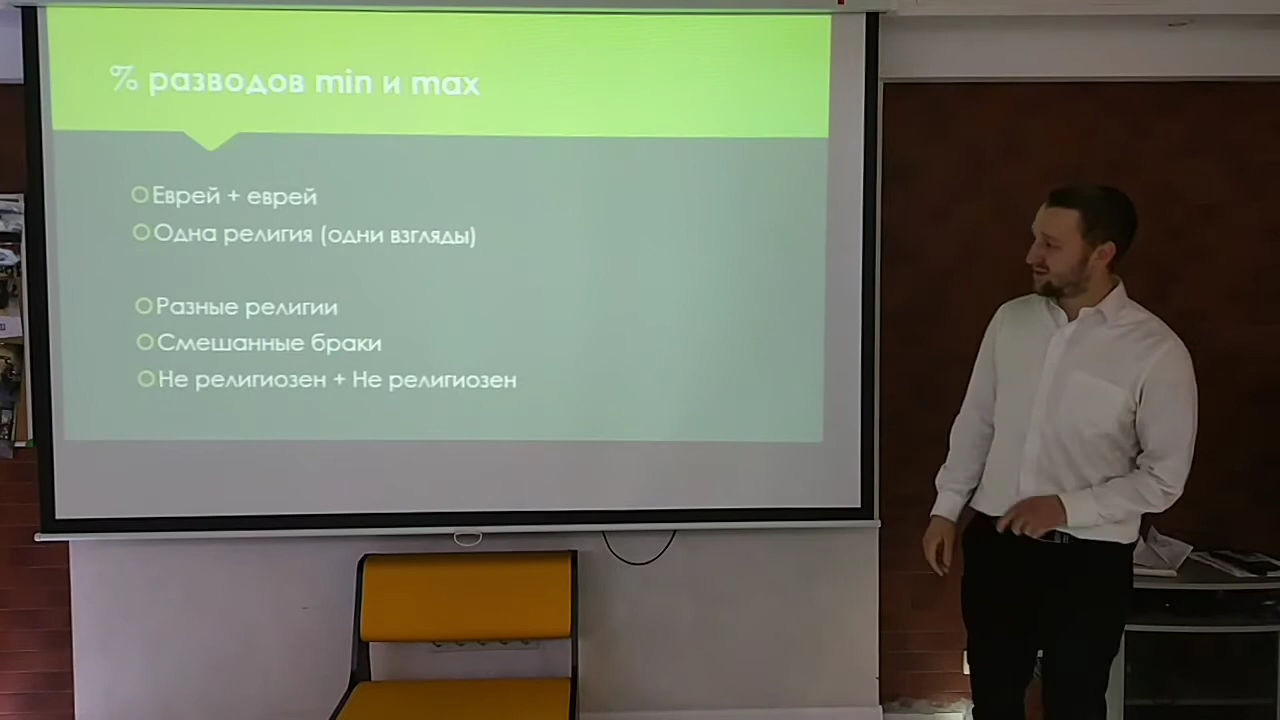 % разводов min и max
Еврей + еврей
Одна религия (одни взгляды)
Разные религии
Смешанные браки
Не религиозен + Не религиозен